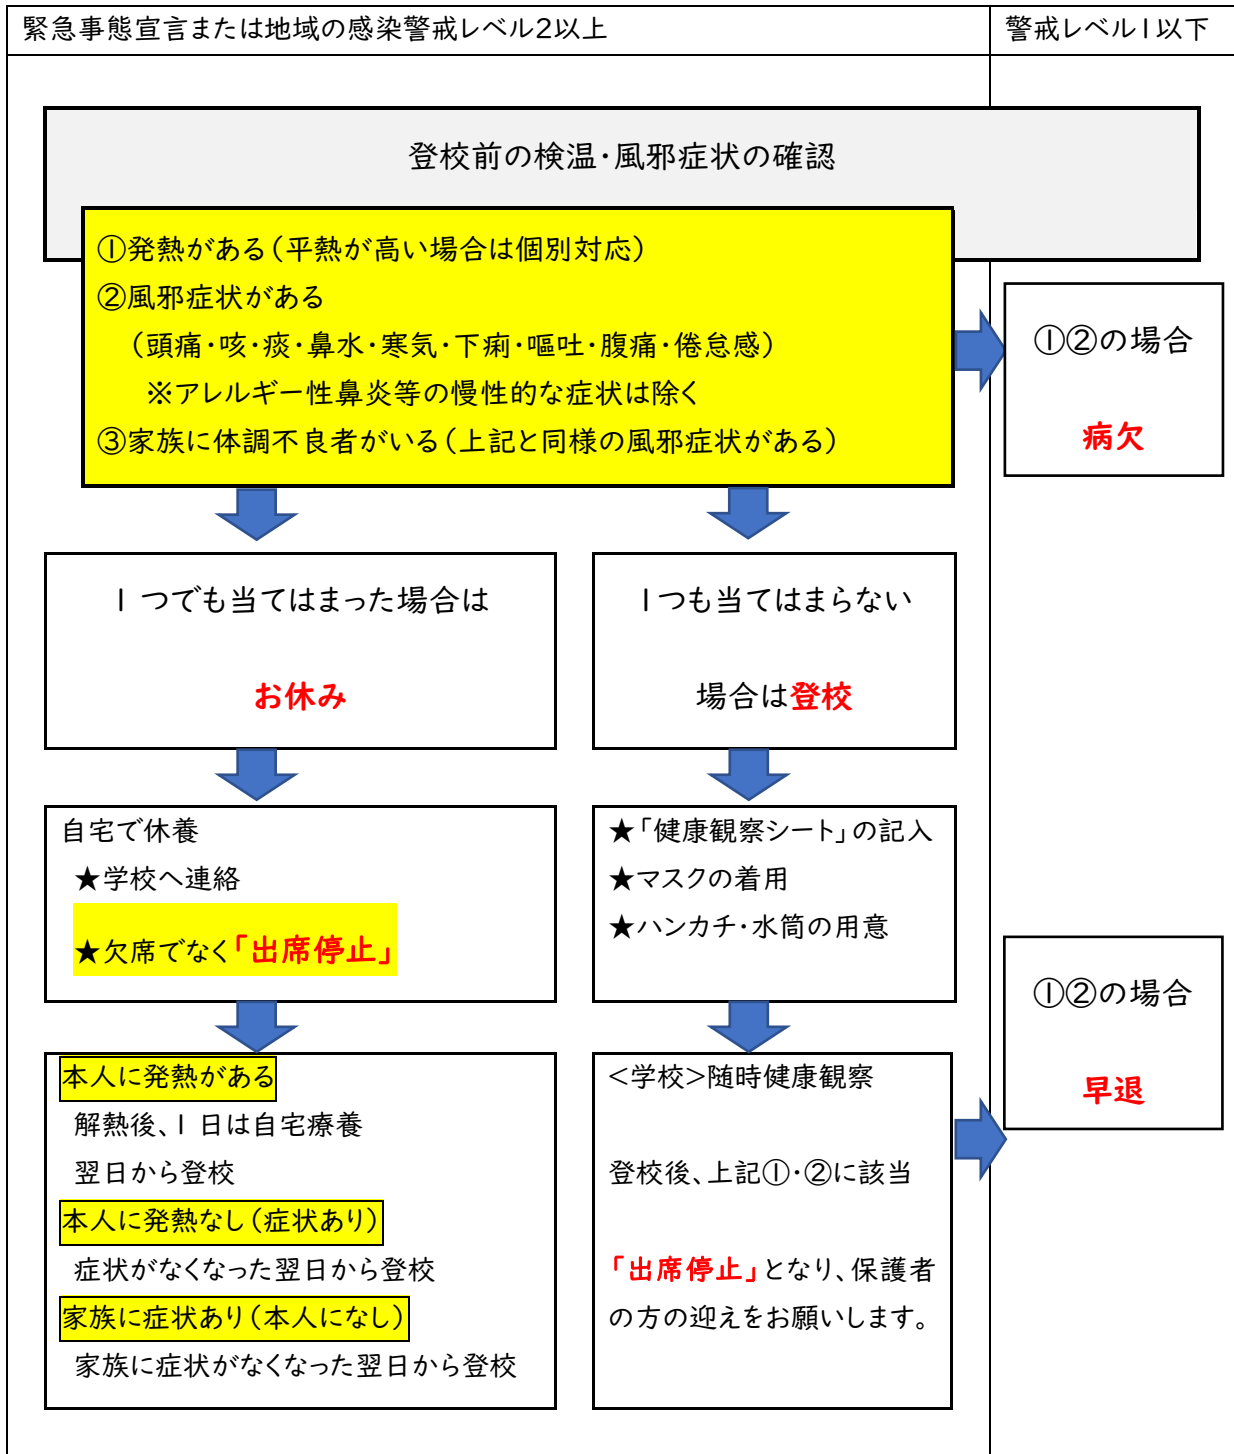 緊急事態宣言または地域の感染警戒レベル2以上
警戒レベル1以下
登校前の検温・風邪症状の確認
①発熱がある(平熱が高い場合は個別対応)
②風邪症状がある
(頭痛・咳・痰・鼻水・寒気・下痢・嘔吐・腹痛・倦怠感)
※アレルギー性鼻炎等の慢性的な症状は除く
③家族に体調不良者がいる(上記と同様の風邪症状がある)
①②の場合
病欠
1 つでも当てはまった場合は
お休み
1つも当てはまらない
場合は登校
自宅で休養
★学校へ連絡
★欠席でなく「出席停止」
★「健康観察シート」の記入
★マスクの着用
★ハンカチ・水筒の用意
本人に発熱がある
解熱後、1 日は自宅療養
翌日から登校
本人に発熱なし(症状あり)
症状がなくなった翌日から登校
家族に症状あり(本人になし)
家族に症状がなくなった翌日から登校
<学校>随時健康観察
登校後、上記①・②に該当
「出席停止」となり、保護者
の方の迎えをお願いします。
①②の場合
早退